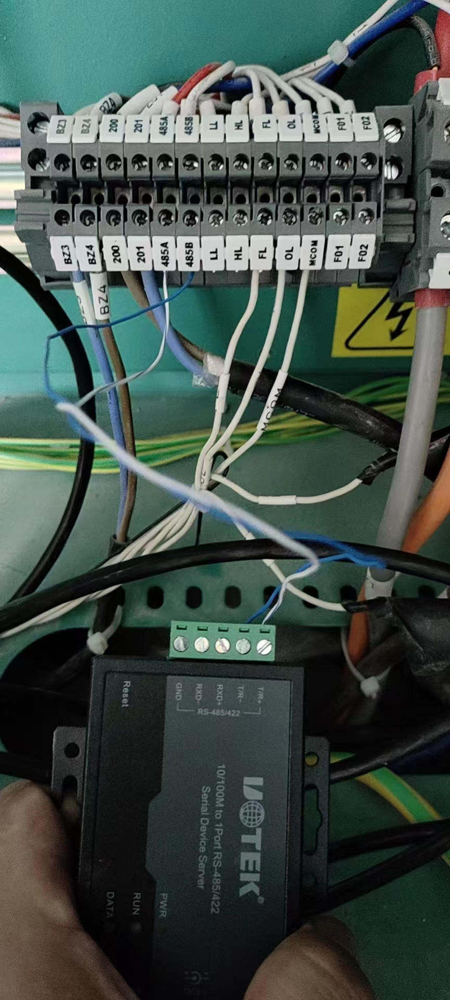 BZ4
BZ3 BZ4 200 201 485A 485B LL HL FL OL MCOM F01 F02
BZ3 BZ4 200 201 485A 485B LL HL FL OL MCOM F01 F02
BZ4
MCOM
T/R+
T/R-
RXD+
RXD-
GND
RS-485/422
Reset
UOTEK®
10/100M to 1Port RS-485/422
Serial Device Server
PWR
RUN
DATA